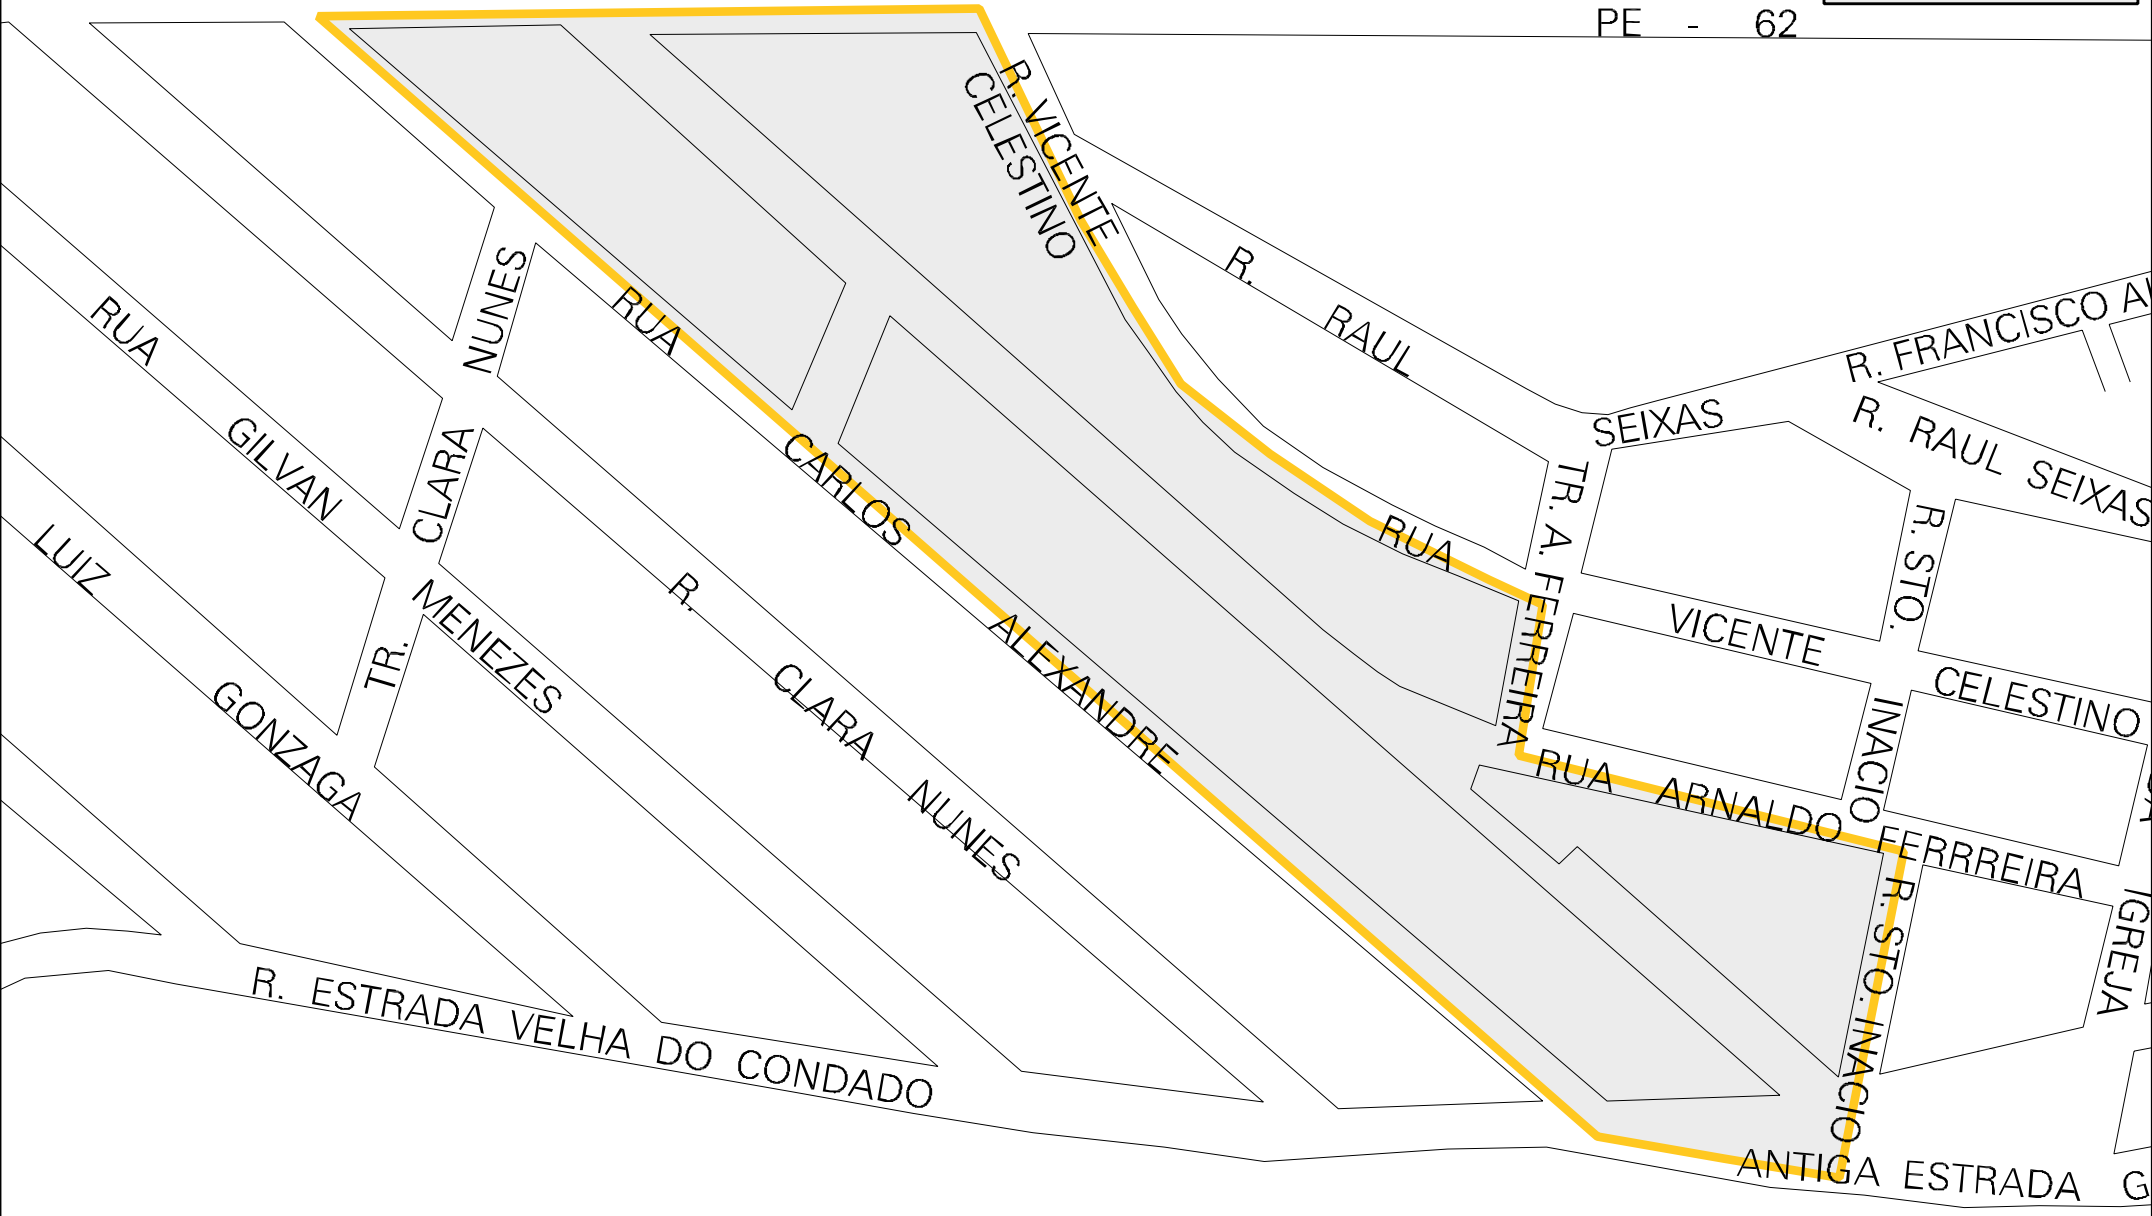 PE - 62
R. VICENTE
CELESTINO
R. RAUL
SEIXAS
R. FRANCISCO
R. RAUL SEIXAS
RUA CARLOS ALEXANDRE
NUNES
CLARA
TR.
RUA GILVAN
MENEZES
LUIZ GONZAGA
R. CLARA NUNES
RUA
VICENTE
CELESTINO
TR. A. FERREIRA
R. STO.
INACIO
RUA ARNALDO FERRREIRA
R. STO. INACIO
IGREJA
R. ESTRADA VELHA DO CONDADO
ANTIGA ESTRADA